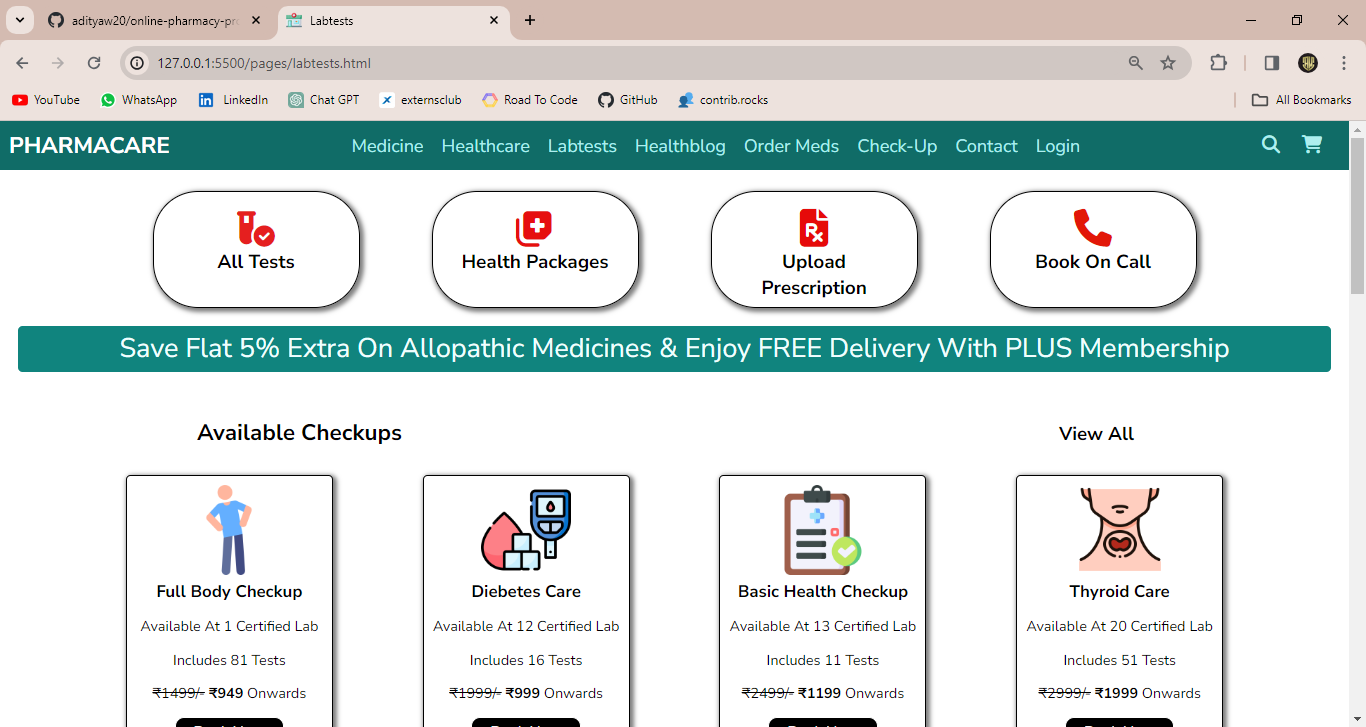 adityaw20/online-pharmacy-pro
Labtests
127.0.0.1:5500/pages/labtests.html
YouTube WhatsApp LinkedIn Chat GPT externsclub Road To Code GitHub contrib.rocks All Bookmarks
PHARMACARE Medicine Healthcare Labtests Healthblog Order Meds Check-Up Contact Login
All Tests
Health Packages
Rx
Upload
Prescription
Book On Call
Save Flat 5% Extra On Allopathic Medicines & Enjoy FREE Delivery With PLUS Membership
Available Checkups View All
Full Body Checkup
Available At 1 Certified Lab
Includes 81 Tests
₹1499/- ₹949 Onwards
Diebetes Care
Available At 12 Certified Lab
Includes 16 Tests
₹1999/- ₹999 Onwards
Basic Health Checkup
Available At 13 Certified Lab
Includes 11 Tests
₹2499/- ₹1199 Onwards
Thyroid Care
Available At 20 Certified Lab
Includes 51 Tests
₹2999/- ₹1999 Onwards